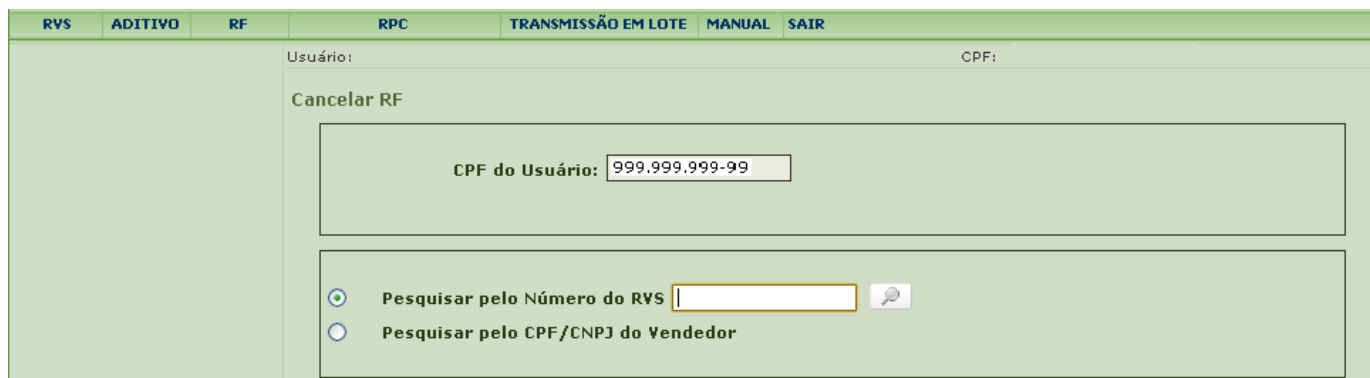 RVS ADITIVO RF RPC TRANSMISSÃO EM LOTE MANUAL SAIR
Usuário: CPF:
Cancelar RF
CPF do Usuário: 999.999.999-99
Pesquisar pelo Número do RVS
Pesquisar pelo CPF/CNPJ do Vendedor